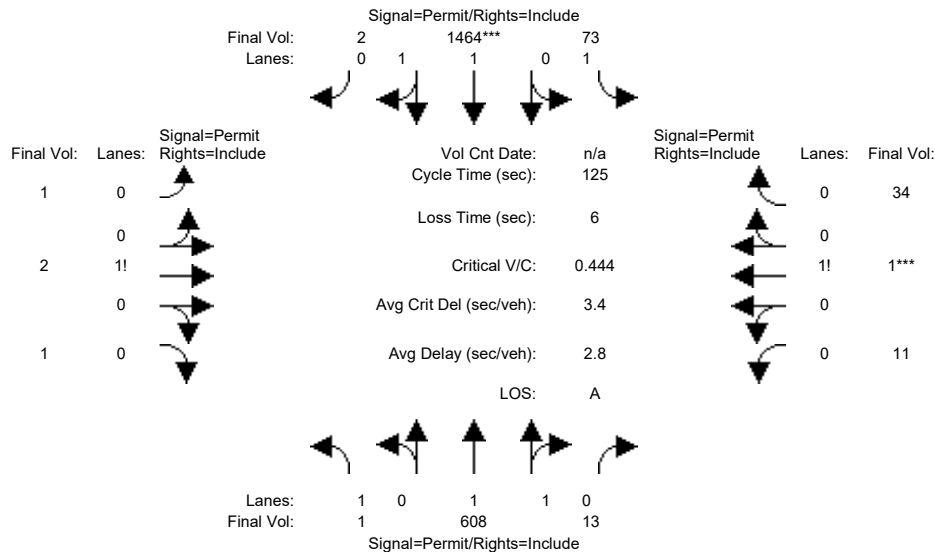 Signal=Permit/Rights=Include
Final Vol: 2 1464*** 73
Lanes: 0 1 1 0 1
Signal=Permit Signal=Permit
Final Vol: Lanes: Rights=Include Vol Cnt Date: n/a Rights=Include Lanes: Final Vol:
Cycle Time (sec): 125
1 0 0 34
Loss Time (sec): 6
0 0
2 1! Critical V/C: 0.444 1! 1***
0 Avg Crit Del (sec/veh): 3.4 0
1 0 Avg Delay (sec/veh): 2.8 0 11
LOS: A
Lanes: 1 0 1 1 0
Final Vol: 1 608 13
Signal=Permit/Rights=Include